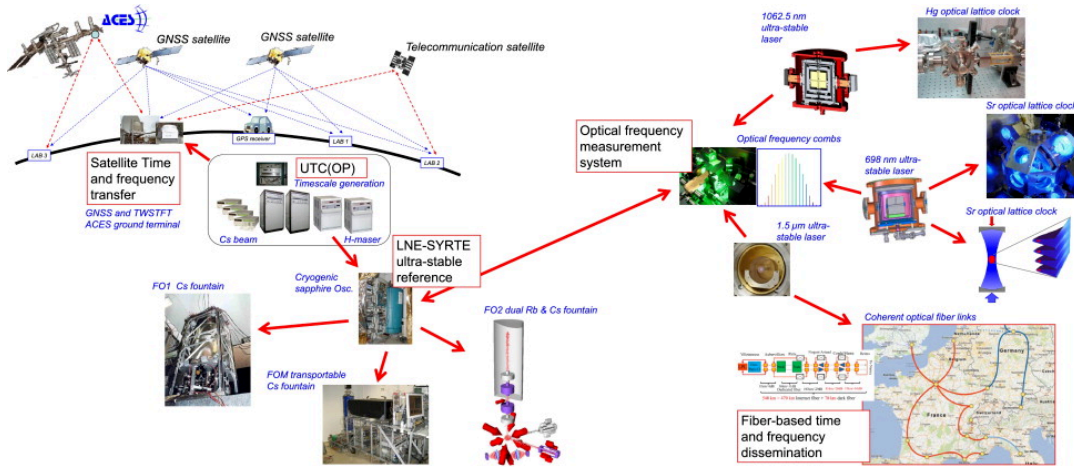 ACES
GNSS satellite
GNSS satellite
Telecommunication satellite
LAB 3
GPS receiver
LAB 1
LAB 2
Satellite Time
and frequency
transfer
GNSS and TWSTFT
ACES ground terminal
UTC(OP)
Timescale generation
Cs beam
H-maser
LNE-SYRTE
ultra-stable
reference
Cryogenic
sapphire Osc.
FO1 Cs fountain
FOM transportable
Cs fountain
FO2 dual Rb & Cs fountain
Optical frequency
measurement
system
Optical frequency combs
1062.5 nm
ultra-stable
laser
Hg optical lattice clock
Sr optical lattice clock
698 nm ultra-
stable laser
Sr optical lattice clock
1.5 µm ultra-
stable laser
Coherent optical fiber links
Fiber-based time
and frequency
dissemination
Germany
France